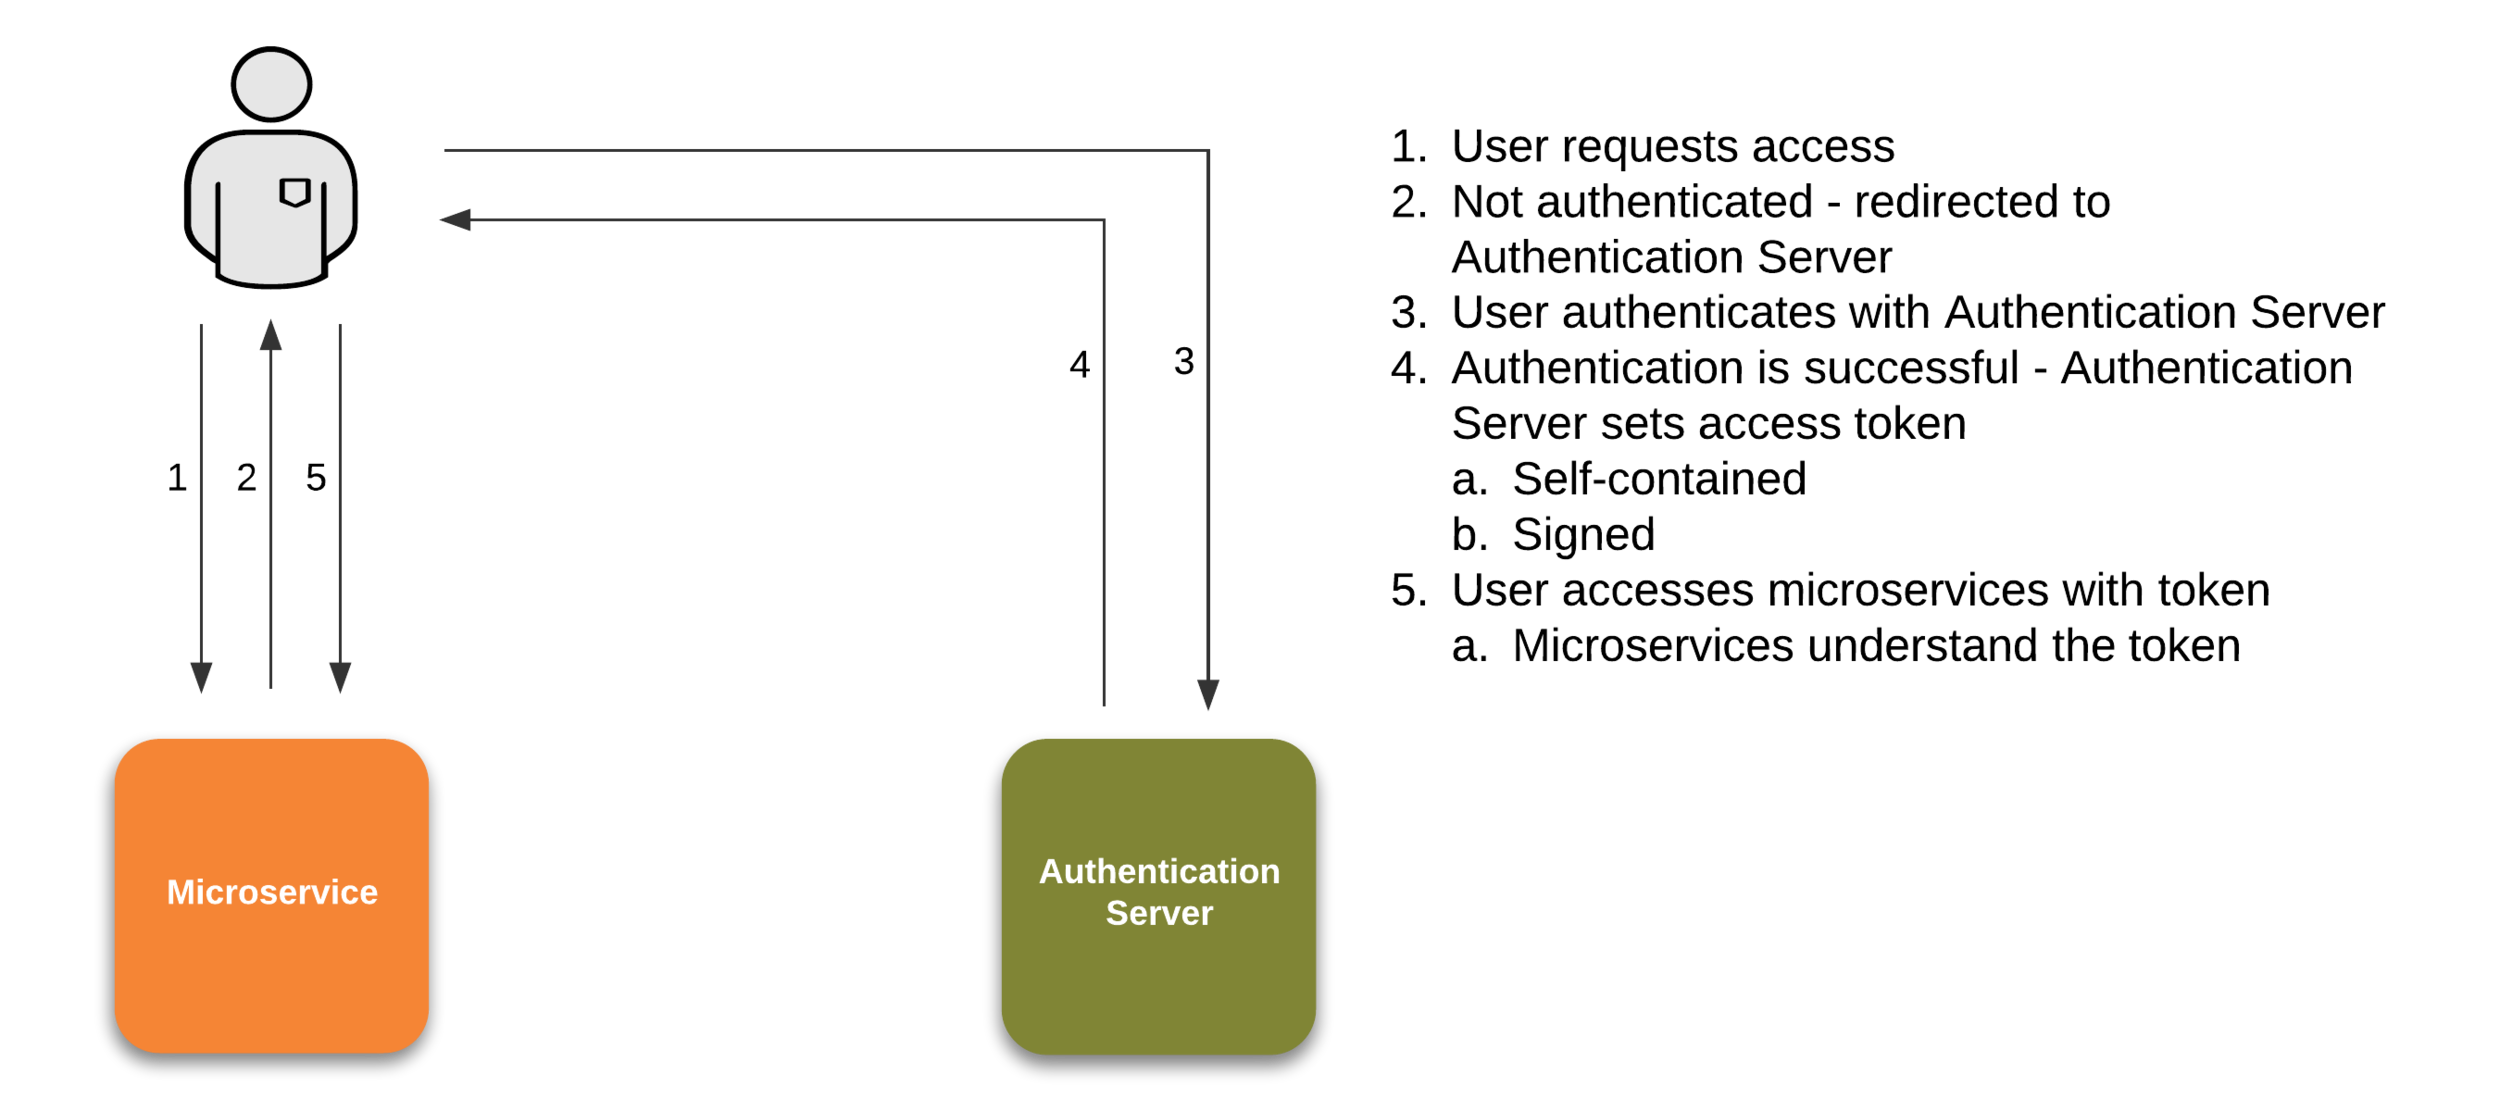 1. User requests access
2. Not authenticated - redirected to
Authentication Server
3. User authenticates with Authentication Server
4. Authentication is successful - Authentication
Server sets access token
a. Self-contained
b. Signed
5. User accesses microservices with token
a. Microservices understand the token
4
3
1
2
5
Microservice
Authentication
Server